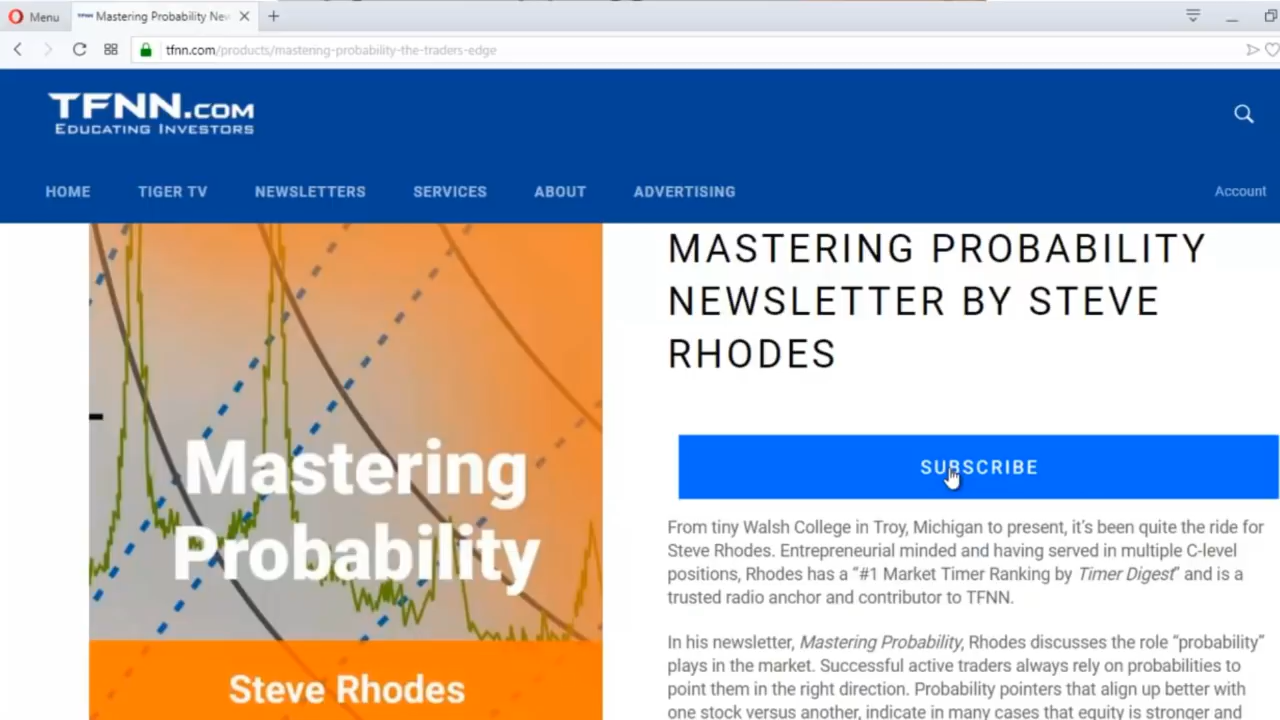 Menu
TFNN Mastering Probability New
tfnn.com/products/mastering-probability-the-traders-edge
TFNN.COM
EDUCATING INVESTORS
HOME TIGER TV NEWSLETTERS SERVICES ABOUT ADVERTISING Account
MASTERING PROBABILITY
NEWSLETTER BY STEVE
RHODES
Mastering
Probability
Steve Rhodes
SUBSCRIBE
From tiny Walsh College in Troy, Michigan to present, it's been quite the ride for
Steve Rhodes. Entrepreneurial minded and having served in multiple C-level
positions, Rhodes has a “#1 Market Timer Ranking by Timer Digest” and is a
trusted radio anchor and contributor to TFNN.
In his newsletter, Mastering Probability, Rhodes discusses the role “probability”
plays in the market. Successful active traders always rely on probabilities to
point them in the right direction. Probability pointers that align up better with
one stock versus another, indicate in many cases that equity is stronger and